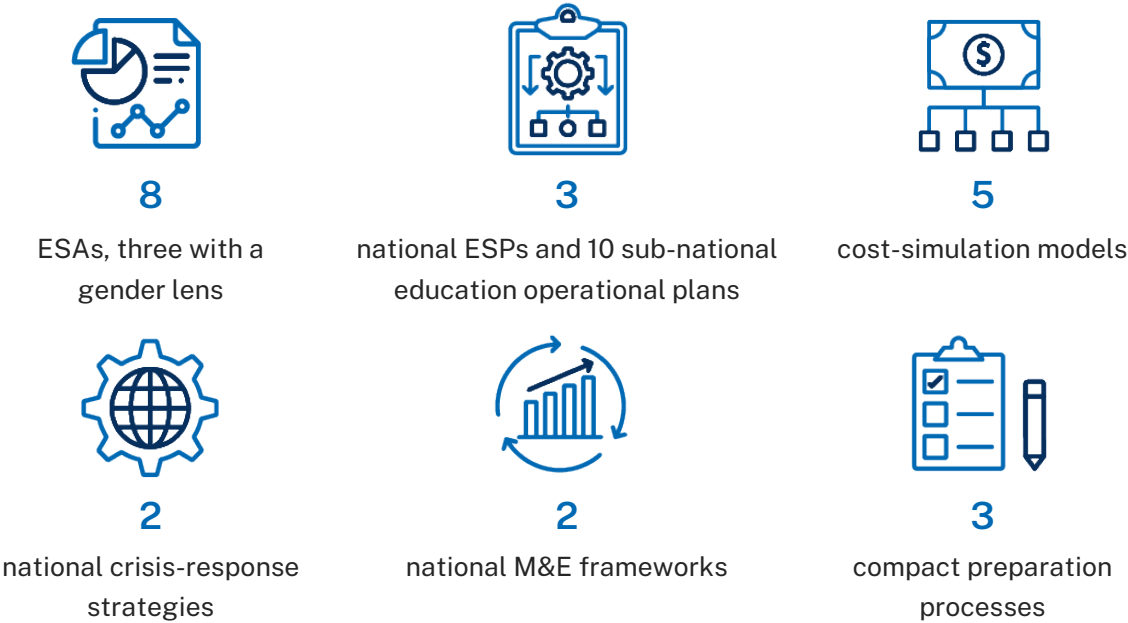 8
ESAs, three with a
gender lens
3
national ESPs and 10 sub-national
education operational plans
$
5
cost-simulation models
2
national crisis-response
strategies
2
national M&E frameworks
3
compact preparation
processes